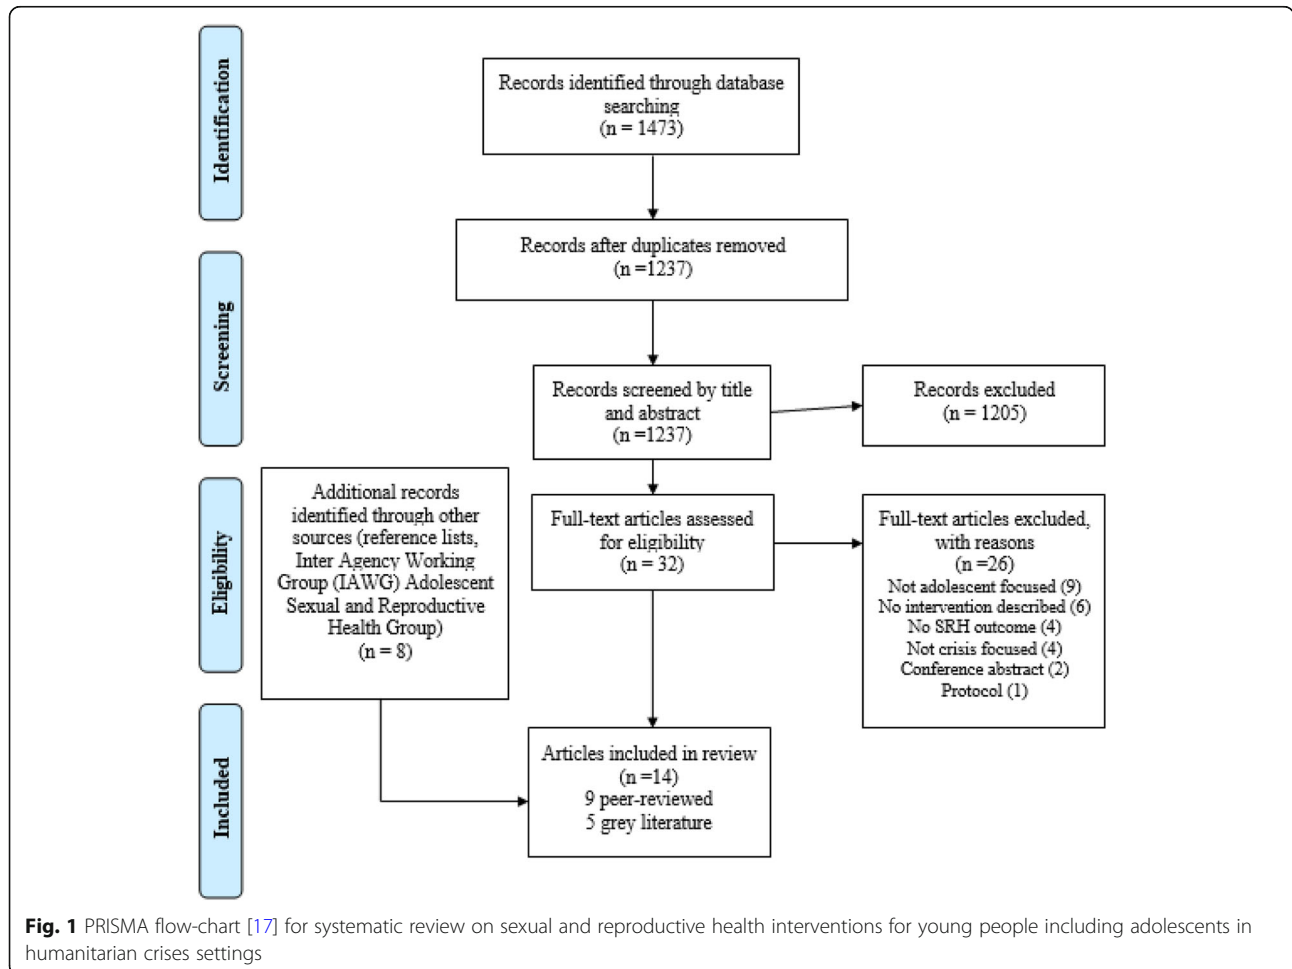 Identification
Records identified through database
searching
(n = 1473)
Screening
Records after duplicates removed
(n =1237)
Records screened by title
and abstract
(n =1237)
Records excluded
(n = 1205)
Eligibility
Additional records
identified through other
sources (reference lists,
Inter Agency Working
Group (IAWG) Adolescent
Sexual and Reproductive
Health Group)
(n = 8)
Full-text articles assessed
for eligibility
(n = 32)
Full-text articles excluded,
with reasons
(n =26)
Not adolescent focused (9)
No intervention described (6)
No SRH outcome (4)
Not crisis focused (4)
Conference abstract (2)
Protocol (1)
Included
Articles included in review
(n =14)
9 peer-reviewed
5 grey literature
Fig. 1 PRISMA flow-chart [17] for systematic review on sexual and reproductive health interventions for young people including adolescents in
humanitarian crises settings